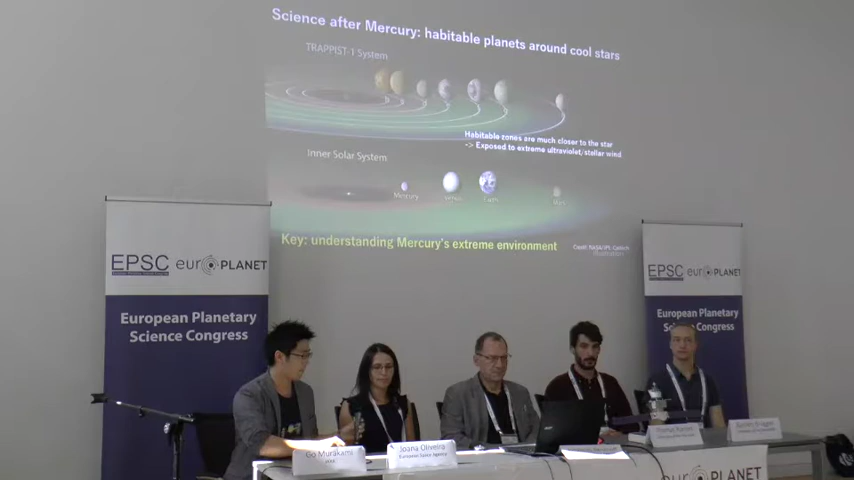 Science after Mercury: habitable planets around cool stars
TRAPPIST-1 System
Habitable zones are much closer to the star
-> Exposed to extreme ultraviolet/stellar wind
Inner Solar System
Mercury
Venus
Earth
Mars
Key: understanding Mercury's extreme environment
Illustration
EPSC
euroPLANET
European Planetary
Science Congress
EPSC
euroPLANET
European Planetary
Science Congress
Go Murakami
JAXA
Joana Oliveira
European Space Agency
euroPLANET